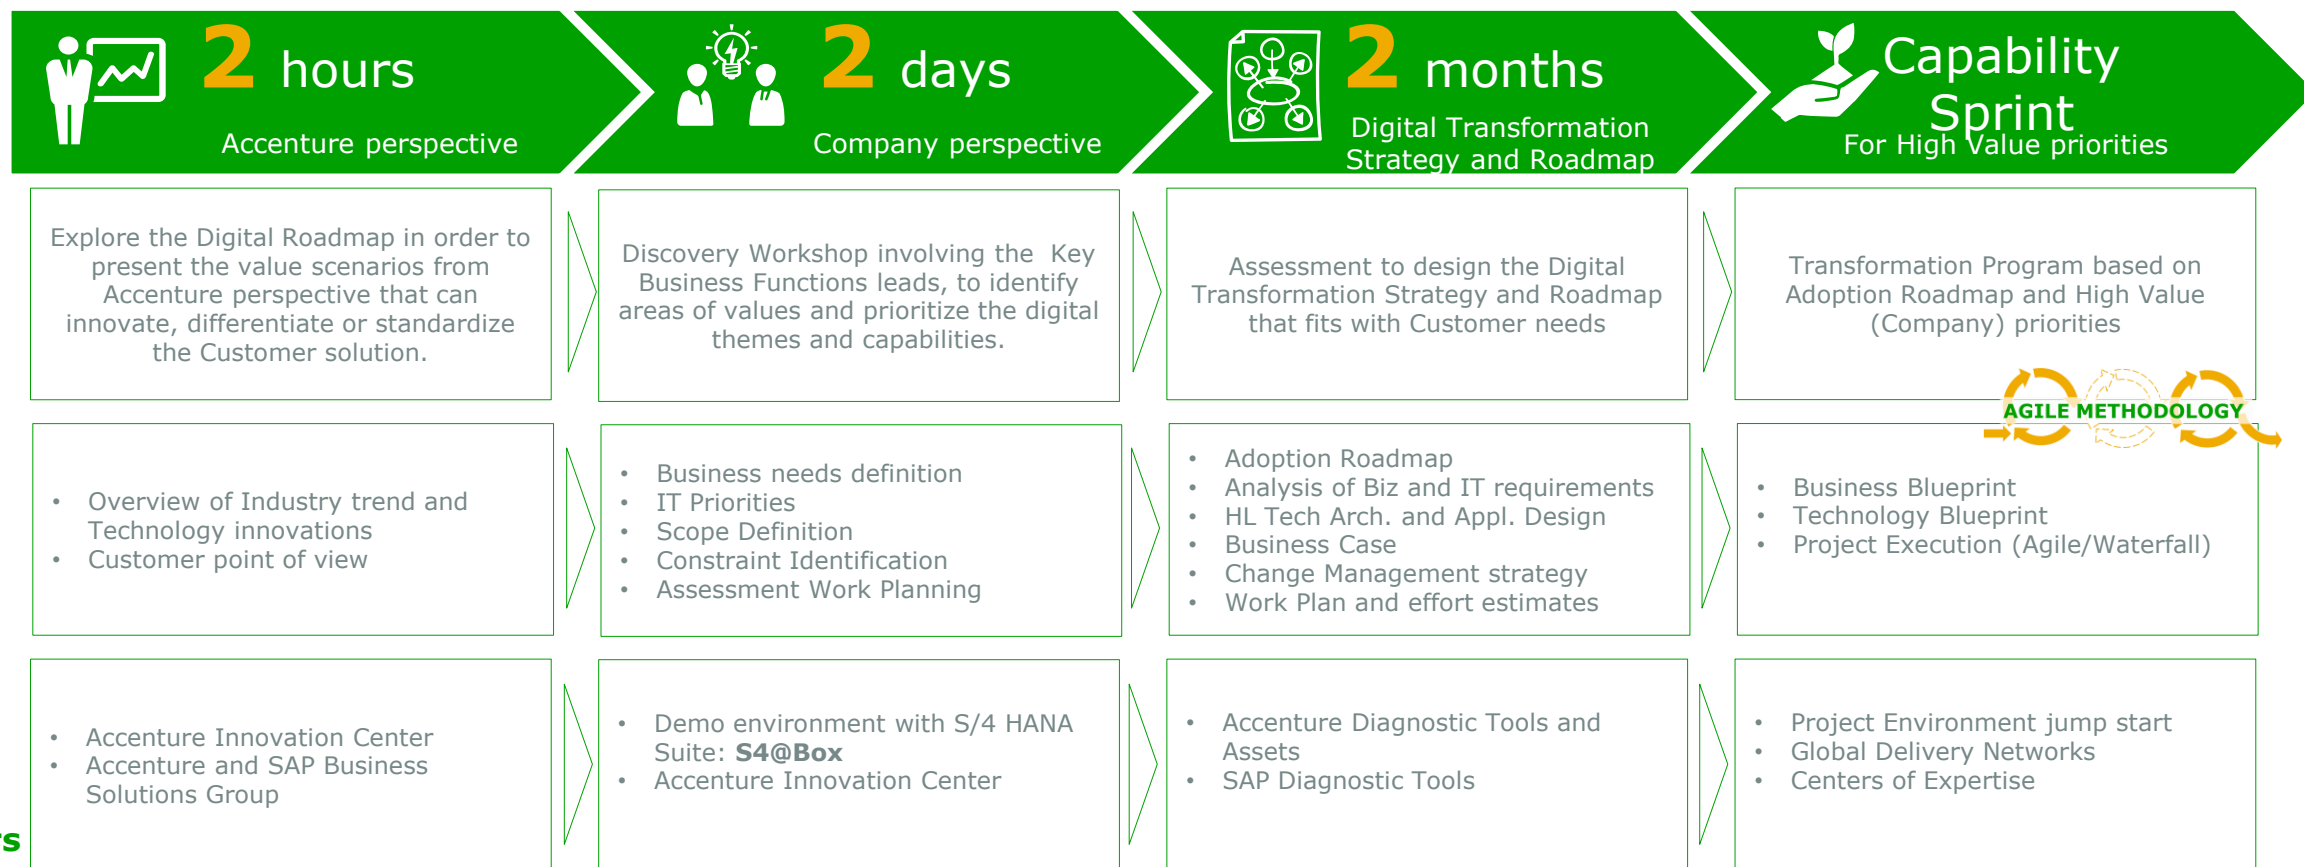 2 hours
Accenture perspective
2 days
Company perspective
2 months
Digital Transformation
Strategy and Roadmap
Capability
Sprint
For High Value priorities
Explore the Digital Roadmap in order to
present the value scenarios from
Accenture perspective that can
innovate, differentiate or standardize
the Customer solution.
Discovery Workshop involving the Key
Business Functions leads, to identify
areas of values and prioritize the digital
themes and capabilities.
Assessment to design the Digital
Transformation Strategy and Roadmap
that fits with Customer needs
Transformation Program based on
Adoption Roadmap and High Value
(Company) priorities
AGILE METHODOLOGY
• Overview of Industry trend and
Technology innovations
• Customer point of view
• Business needs definition
• IT Priorities
• Scope Definition
• Constraint Identification
• Assessment Work Planning
• Adoption Roadmap
• Analysis of Biz and IT requirements
• HL Tech Arch. and Appl. Design
• Business Case
• Change Management strategy
• Work Plan and effort estimates
• Business Blueprint
• Technology Blueprint
• Project Execution (Agile/Waterfall)
• Accenture Innovation Center
• Accenture and SAP Business
Solutions Group
• Demo environment with S/4 HANA
Suite: S4@Box
• Accenture Innovation Center
• Accenture Diagnostic Tools and
Assets
• SAP Diagnostic Tools
• Project Environment jump start
• Global Delivery Networks
• Centers of Expertise